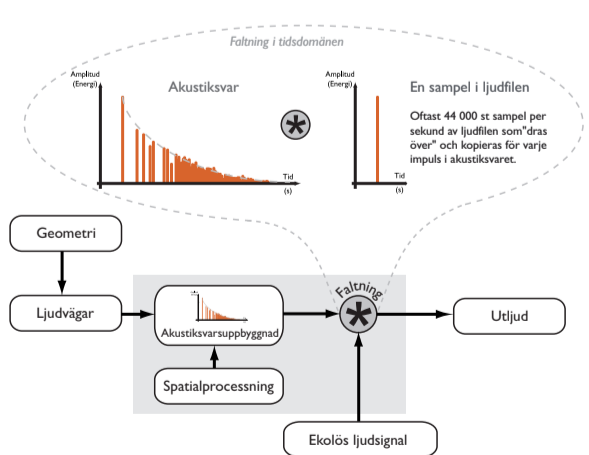 Faltning i tidsdomänen
Amplitud
(Energi)
Akustiksvar
Tid
(s)
*
Amplitud
(Energi)
Tid
(s)
En sampel i ljudfilen
Oftast 44 000 st sampel per
sekund av ljudfilen som"dras
över" och kopieras för varje
impuls i akustiksvaret.
Geometri
Ljudvägar
Akustiksvarsuppbyggnad
Spatialprocessning
Faltning
*
Utljud
Ekolös ljudsignal